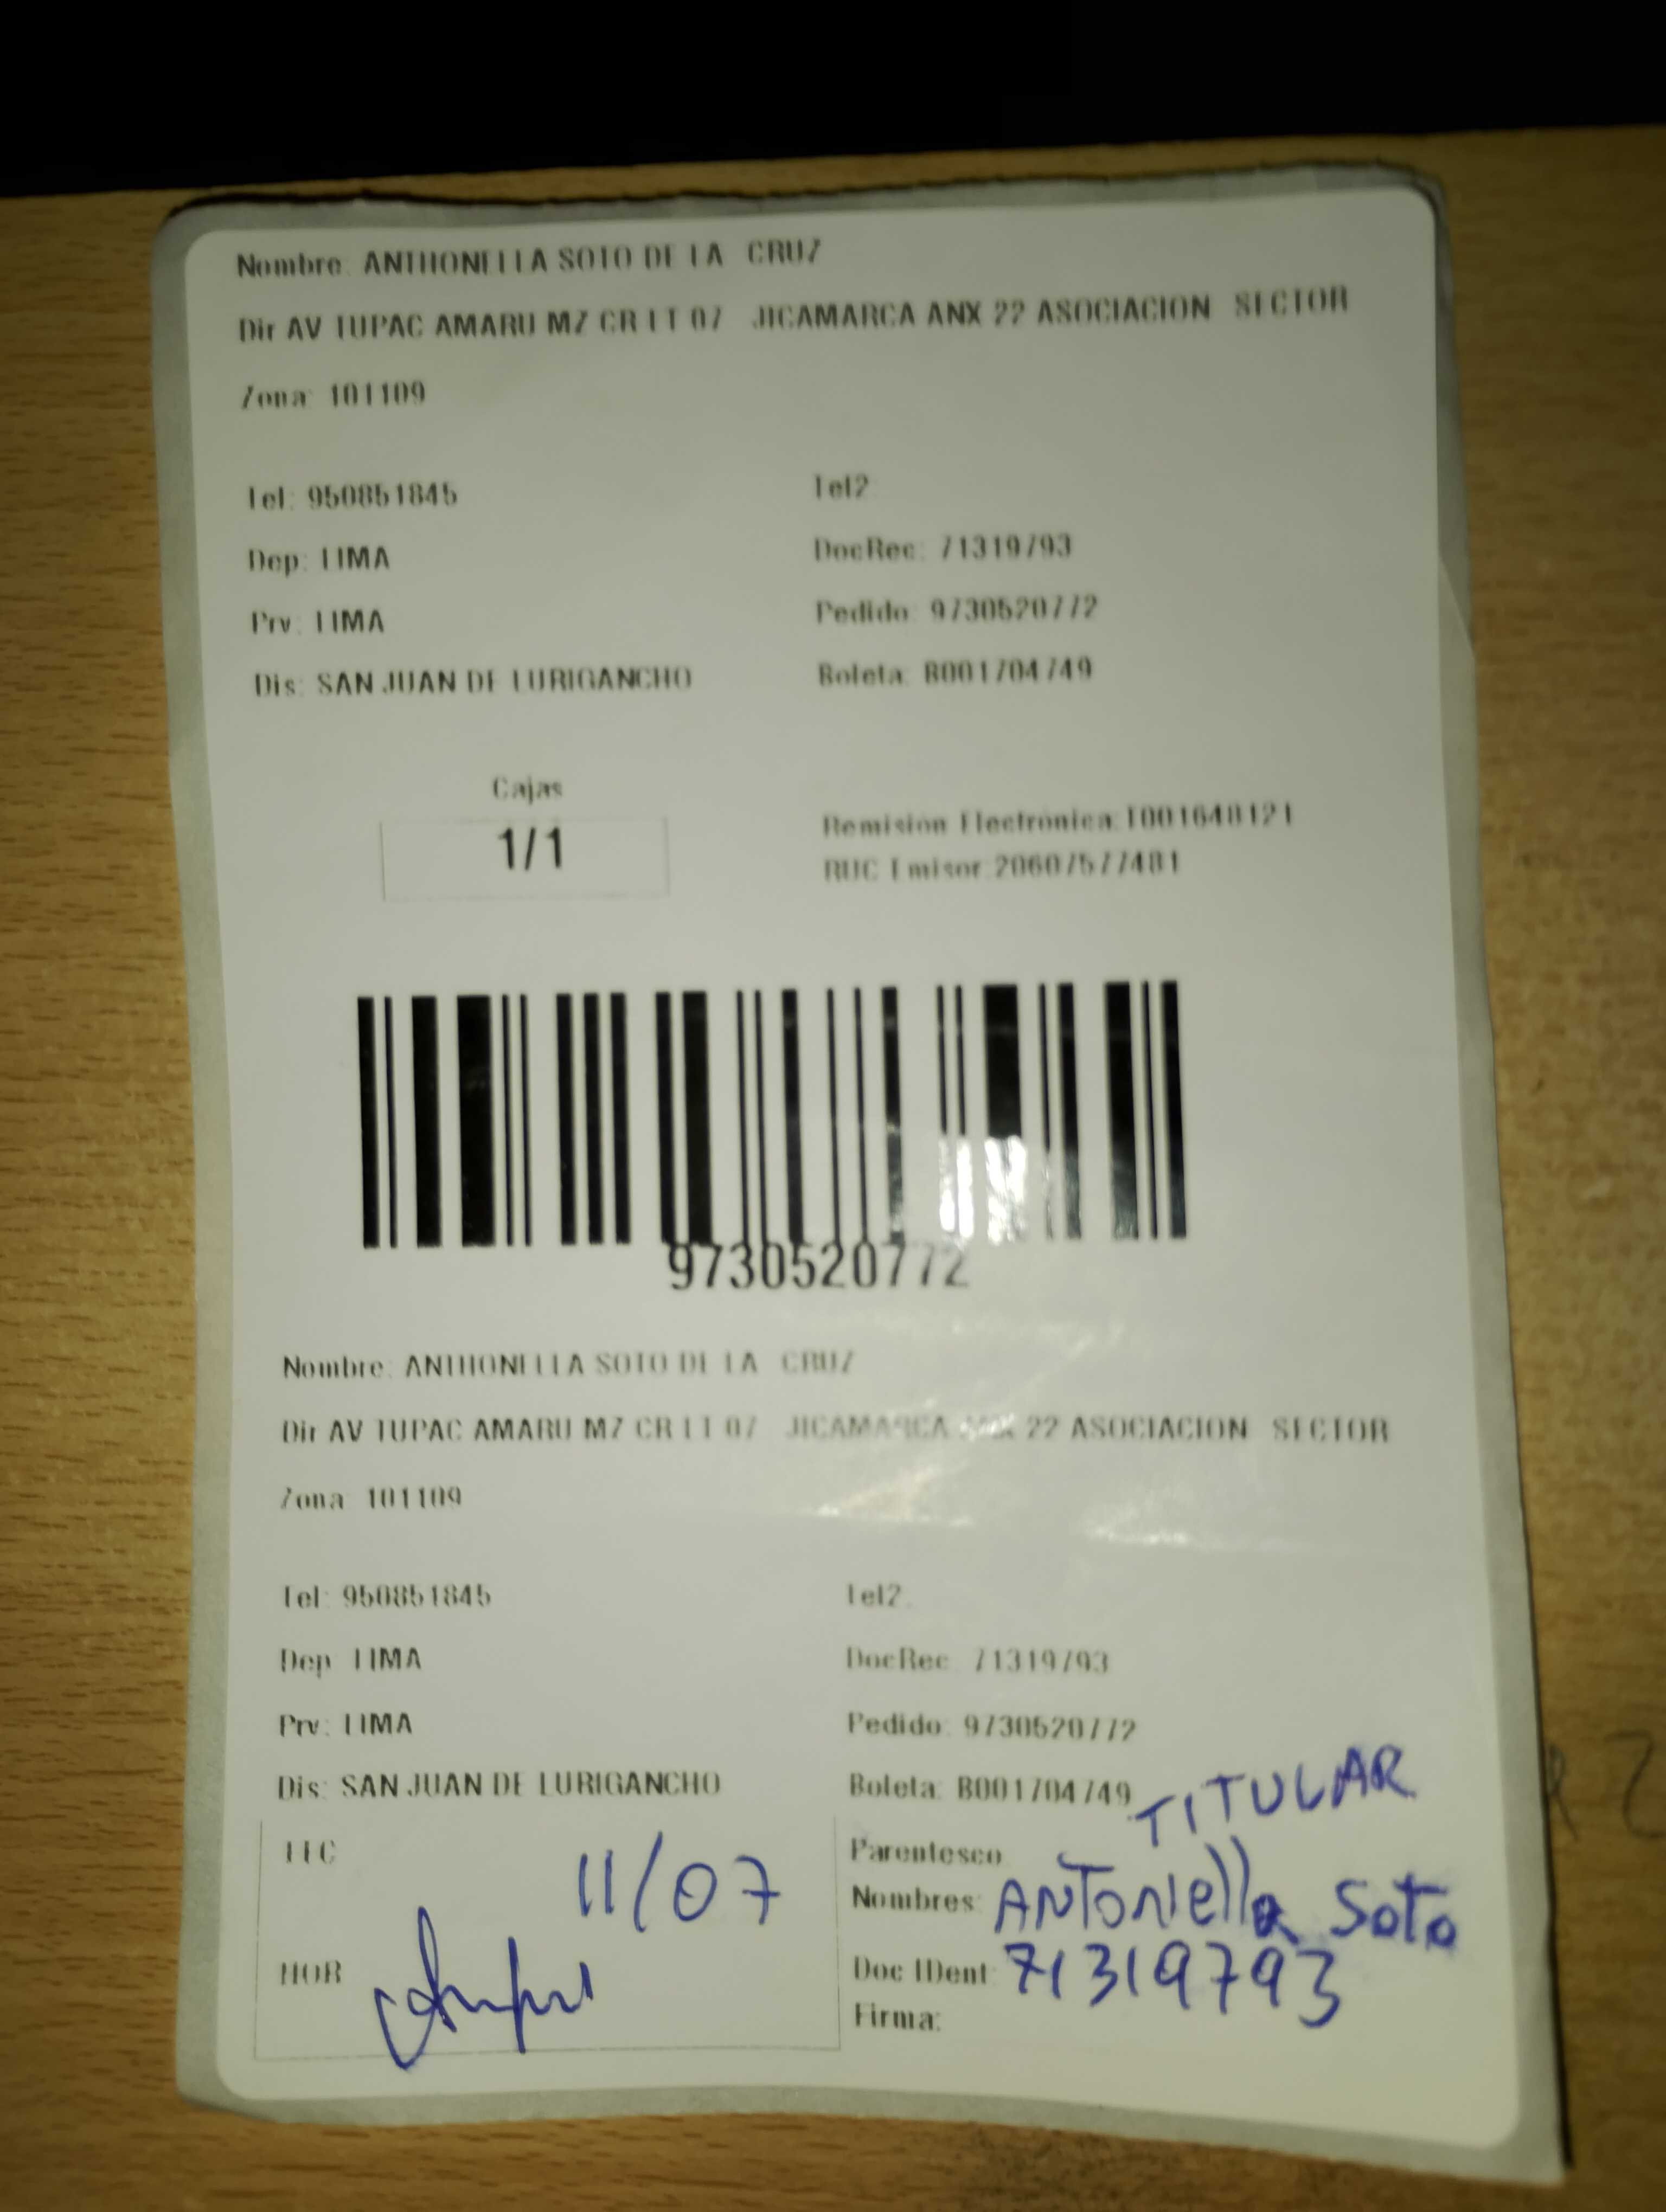 Nombre: ANTHONELLA SOTO DE LA CRUZ
Dir AV TUPAC AMARU MZ CR LT 07 JICAMARCA ANX 22 ASOCIACION SECTOR
Zona: 101109
Tel: 950851845 Tel2:
Dep: LIMA DocRec: 71319793
Prv: LIMA Pedido: 9730520772
Dis: SAN JUAN DE LURIGANCHO Boleta: B001704749
Cajas
1/1
Remision Electronica:T001648121
RUC Emisor:20607577481
9730520772
Nombre: ANTHONELLA SOTO DE LA CRUZ
Dir AV TUPAC AMARU MZ CR LT 07 JICAMARCA ANX 22 ASOCIACION SECTOR
Zona: 101109
Tel: 950851845 Tel2:
Dep: LIMA DocRec: 71319793
Prv: LIMA Pedido: 9730520772
Dis: SAN JUAN DE LURIGANCHO Boleta: B001704749
FEC 11/07
HOR
Parentesco: TITULAR
Nombres: ANToniella Soto
Doc IDent: 71319793
Firma: